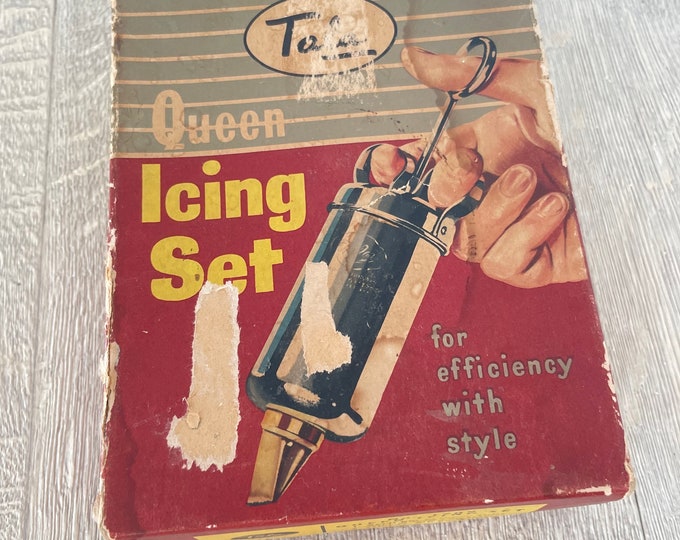 Tala
Queen
Icing
Set
for
efficiency
with
style